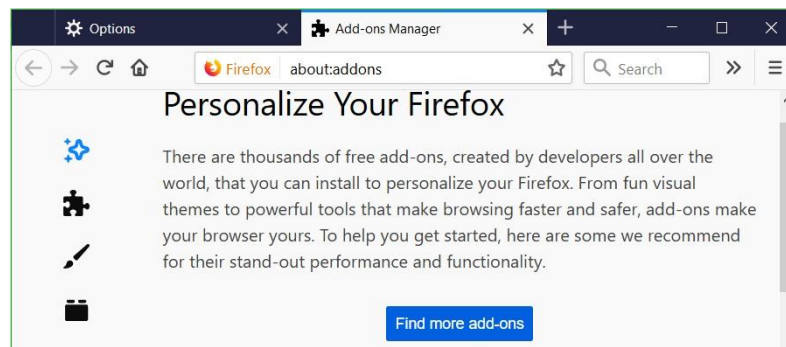 Options
Add-ons Manager
Firefox about:addons
Search
Personalize Your Firefox
There are thousands of free add-ons, created by developers all over the
world, that you can install to personalize your Firefox. From fun visual
themes to powerful tools that make browsing faster and safer, add-ons make
your browser yours. To help you get started, here are some we recommend
for their stand-out performance and functionality.
Find more add-ons